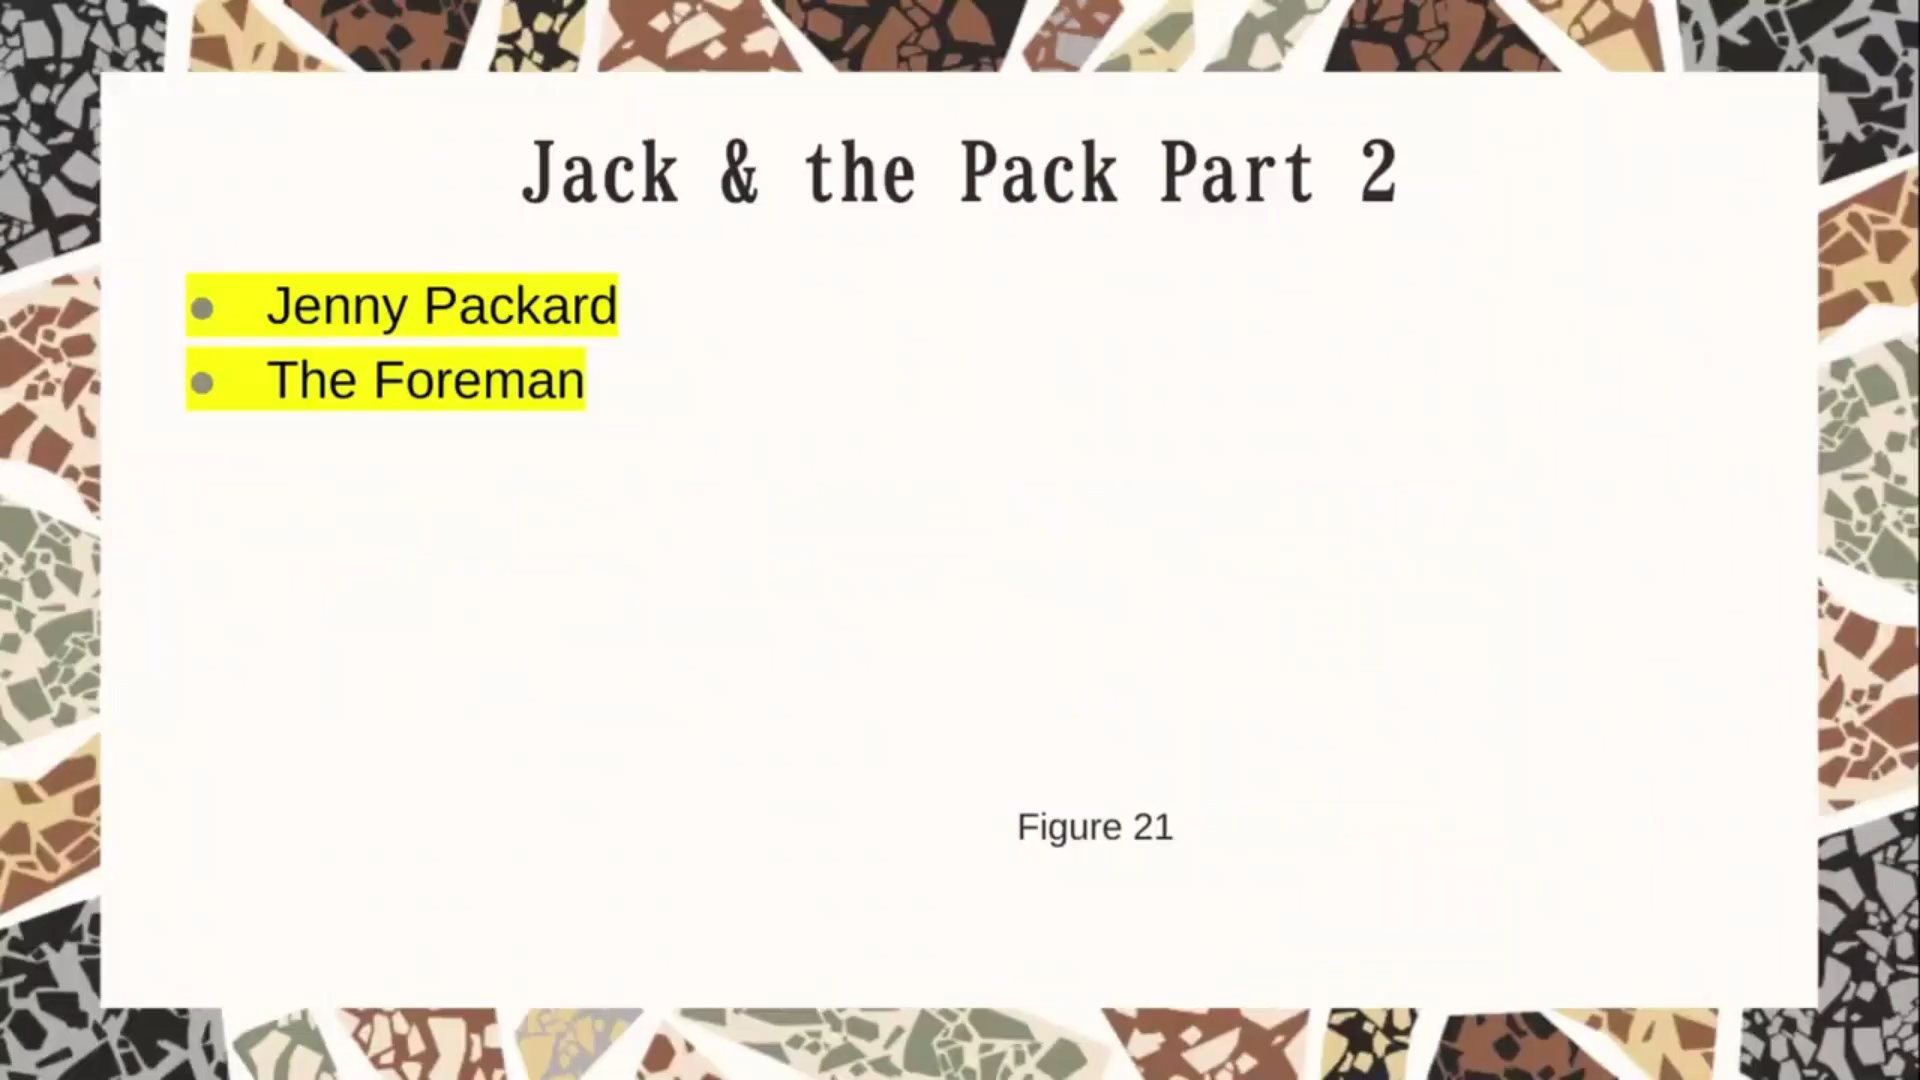 Jack & the Pack Part 2
● Jenny Packard
● The Foreman
Figure 21